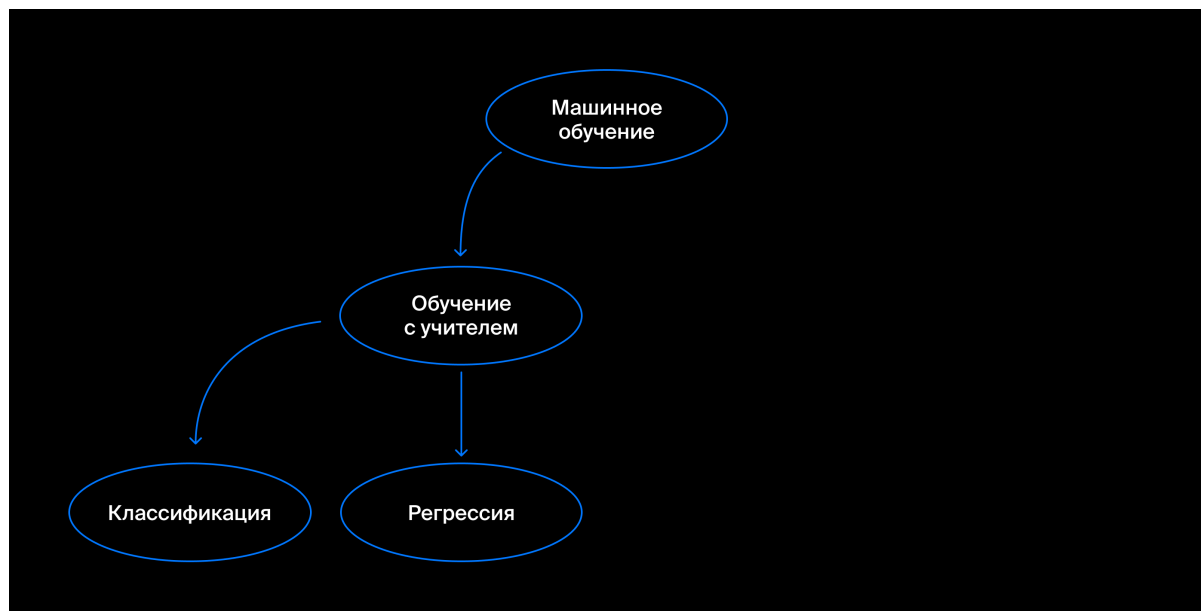 Машинное
обучение
Обучение
с учителем
Классификация
Регрессия